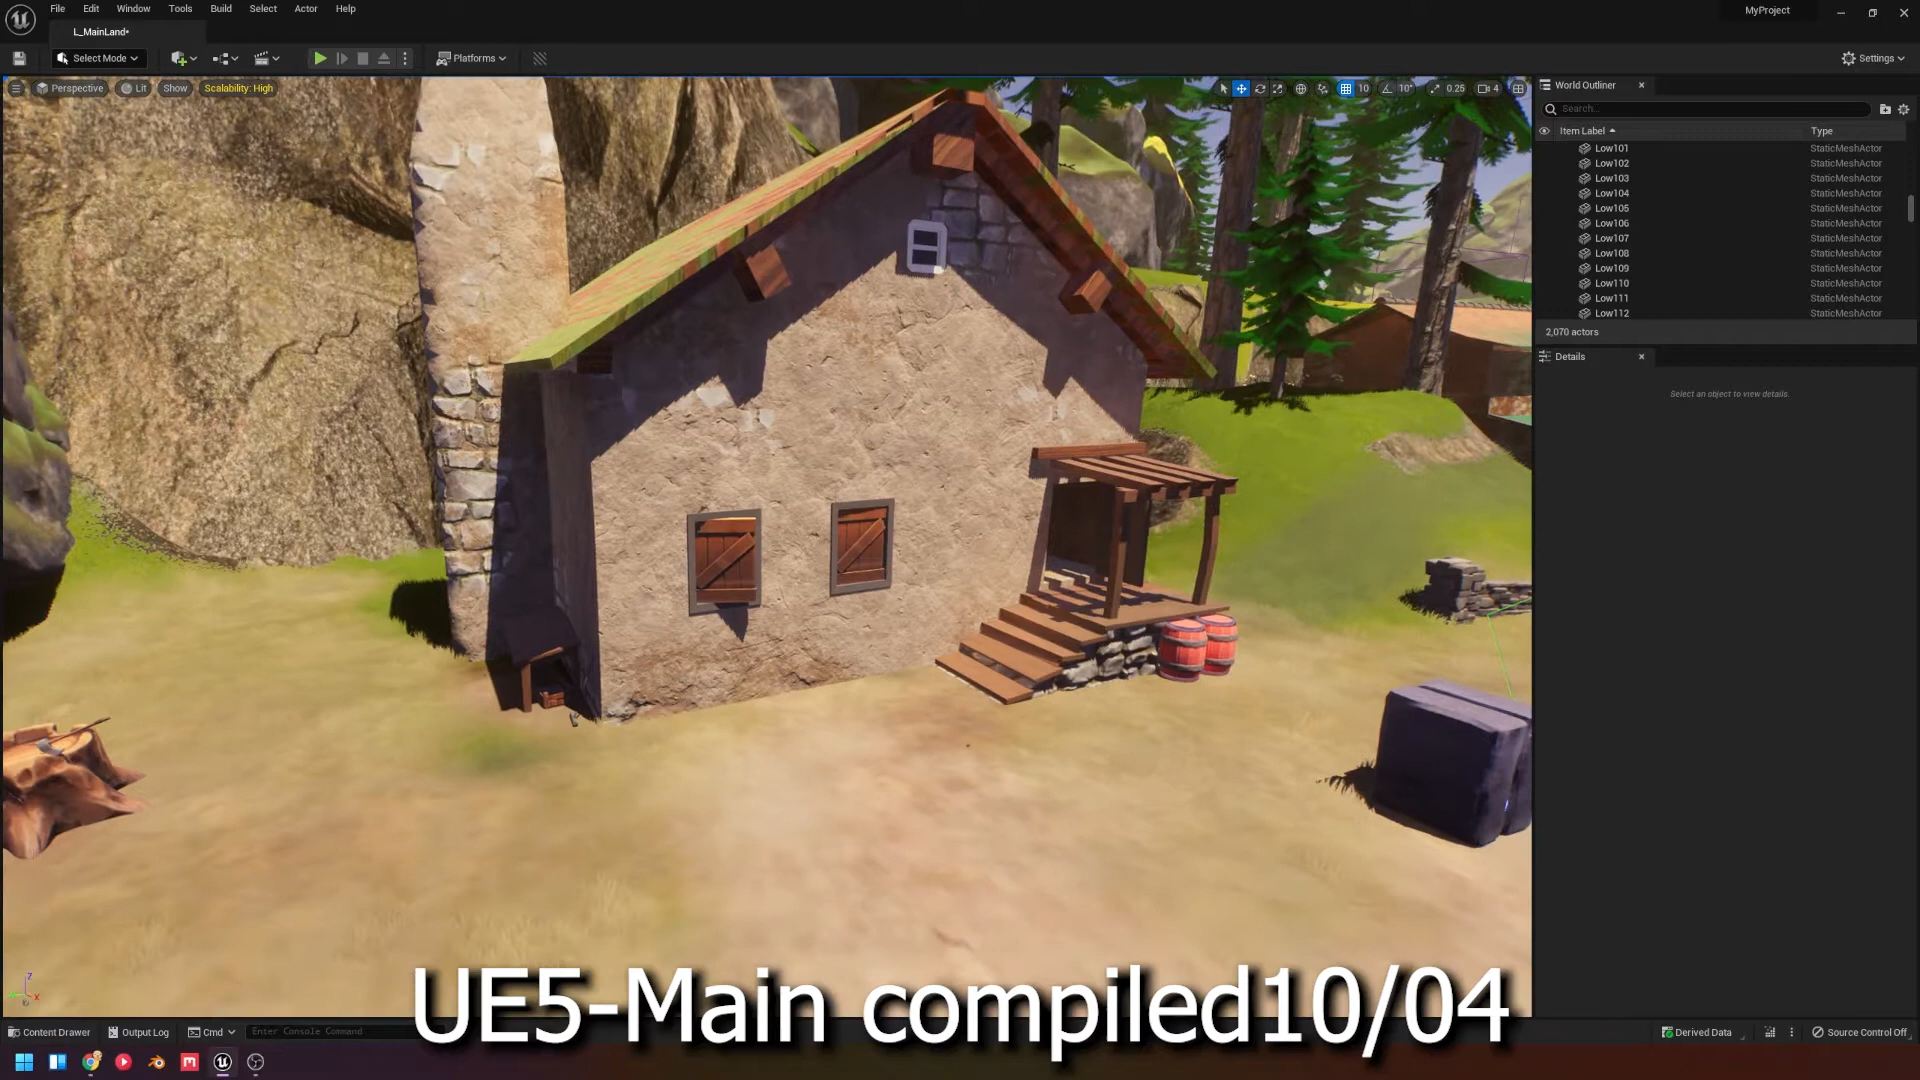 File Edit Window Tools Build Select Actor Help
MyProject
L_MainLand•
Select Mode
Platforms
Settings
Perspective Lit Show Scalability: High
10 10° 0.25 4
World Outliner
Search...
Item Label Type
Low101 StaticMeshActor
Low102 StaticMeshActor
Low103 StaticMeshActor
Low104 StaticMeshActor
Low105 StaticMeshActor
Low106 StaticMeshActor
Low107 StaticMeshActor
Low108 StaticMeshActor
Low109 StaticMeshActor
Low110 StaticMeshActor
Low111 StaticMeshActor
Low112 StaticMeshActor
2,070 actors
Details
Select an object to view details.
Z
X
UE5-Main compiled10/04
Content Drawer Output Log Cmd Enter Console Command Derived Data Source Control Off